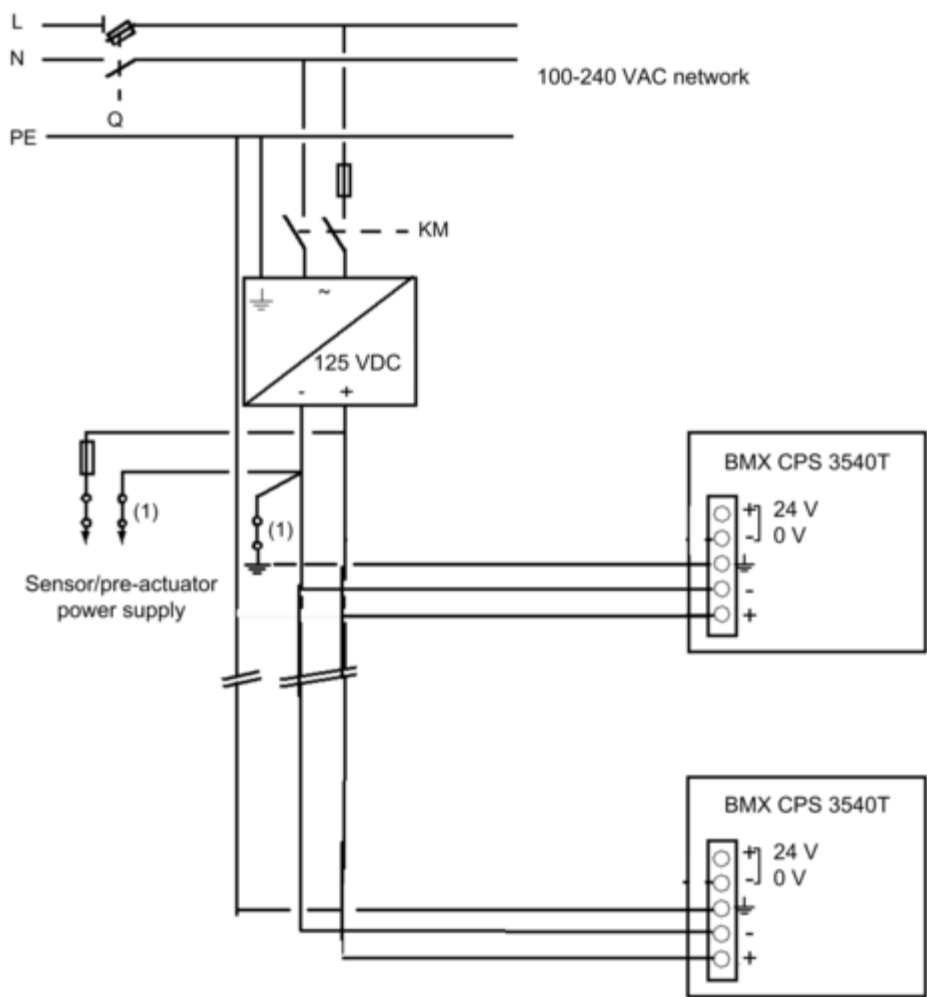 L
N
100-240 VAC network
Q
PE
KM
~
125 VDC
- +
BMX CPS 3540T
+ 24 V
- 0 V
-
+
(1)
(1)
Sensor/pre-actuator
power supply
BMX CPS 3540T
+ 24 V
- 0 V
-
+